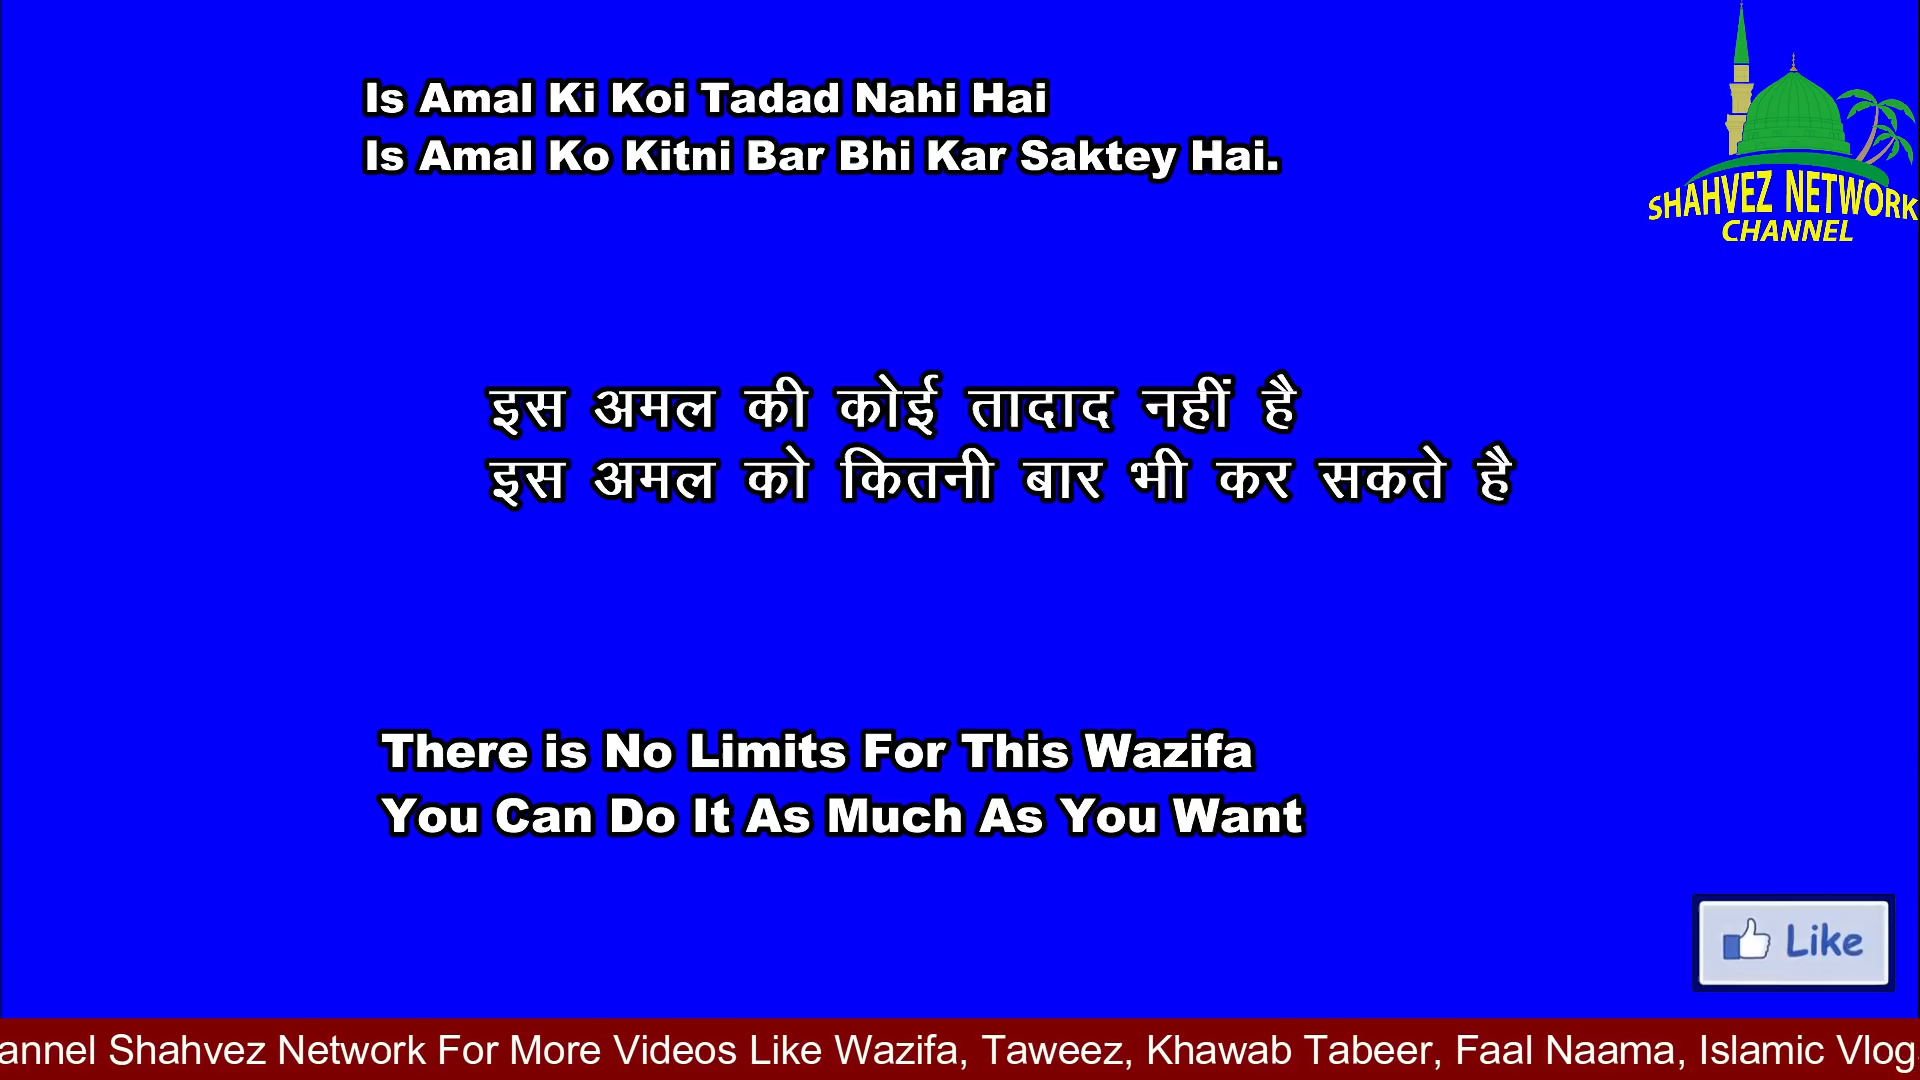 Is Amal Ki Koi Tadad Nahi Hai
Is Amal Ko Kitni Bar Bhi Kar Saktey Hai.
SHAHVEZ NETWORK
CHANNEL
इस अमल की कोई तादाद नहीं है
इस अमल को कितनी बार भी कर सकते है
There is No Limits For This Wazifa
You Can Do It As Much As You Want
Like
annel Shahvez Network For More Videos Like Wazifa, Taweez, Khawab Tabeer, Faal Naama, Islamic Vlog